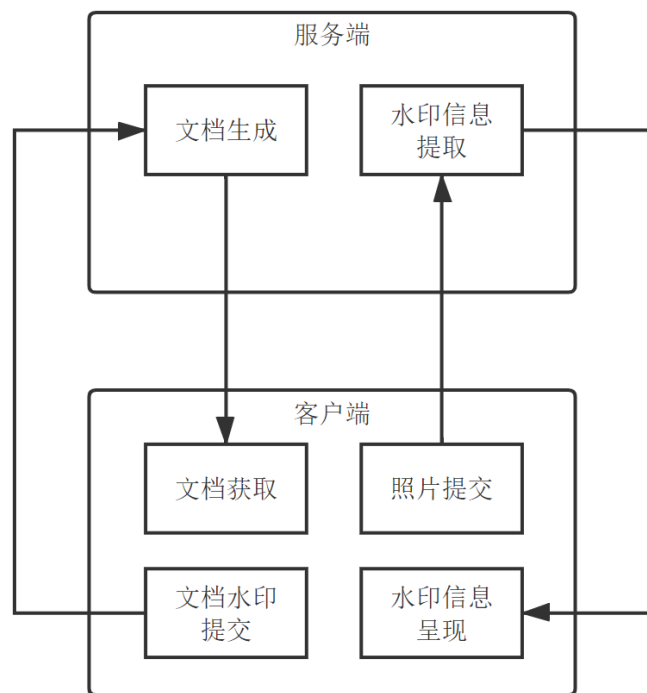 服务端
文档生成
水印信息
提取
客户端
文档获取
照片提交
文档水印
提交
水印信息
呈现